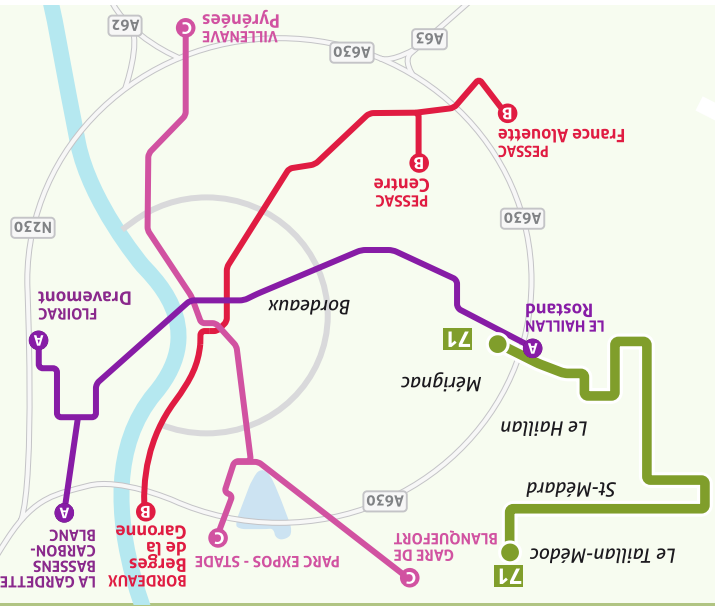 71
Le Taillan-Médoc
C
GARE DE
BLANQUEFORT
PARC EXPOS - STADE
C
BORDEAUX
Berges
de la
Garonne
B
LA GARDETTE
BASSENS
CARBON-
BLANC
A
A630
St-Médard
Le Haillan
Mérignac
71
A
LE HAILLAN
Rostand
A
FLOIRAC
Dravemont
Bordeaux
A630
N230
PESSAC
Centre
B
PESSAC
France Alouette
B
A630
A63
A62
VILLENAVE
Pyrénées
C